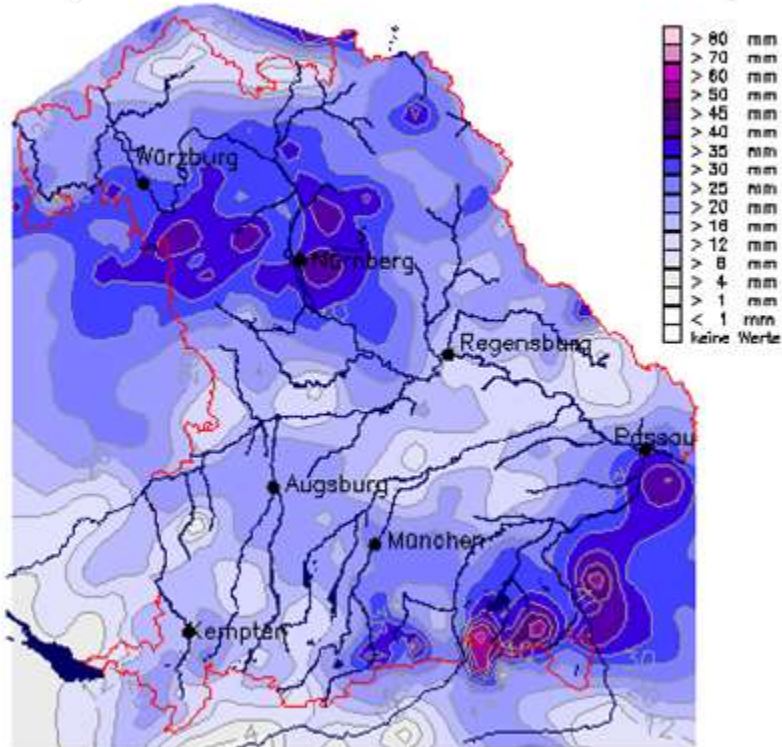 > 80 mm
> 70 mm
> 60 mm
> 50 mm
> 45 mm
> 40 mm
> 35 mm
> 30 mm
> 25 mm
> 20 mm
> 16 mm
> 12 mm
> 8 mm
> 4 mm
> 1 mm
< 1 mm
keine Werte
Würzburg
Nürnberg
Regensburg
Passau
Augsburg
München
Kempten
4
12